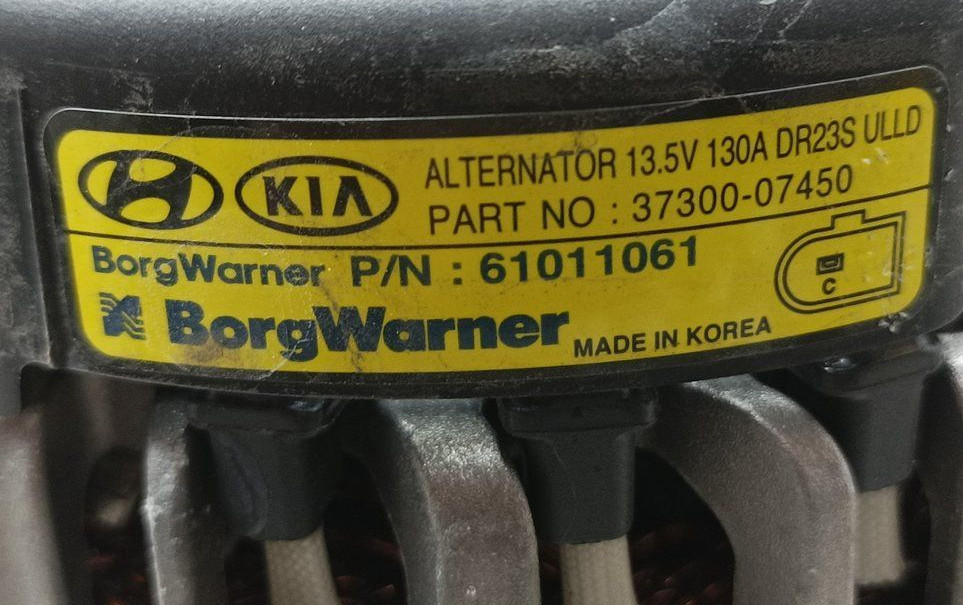 KIA
ALTERNATOR 13.5V 130A DR23S ULLD
PART NO : 37300-07450
BorgWarner P/N : 61011061
BorgWarner
MADE IN KOREA
C